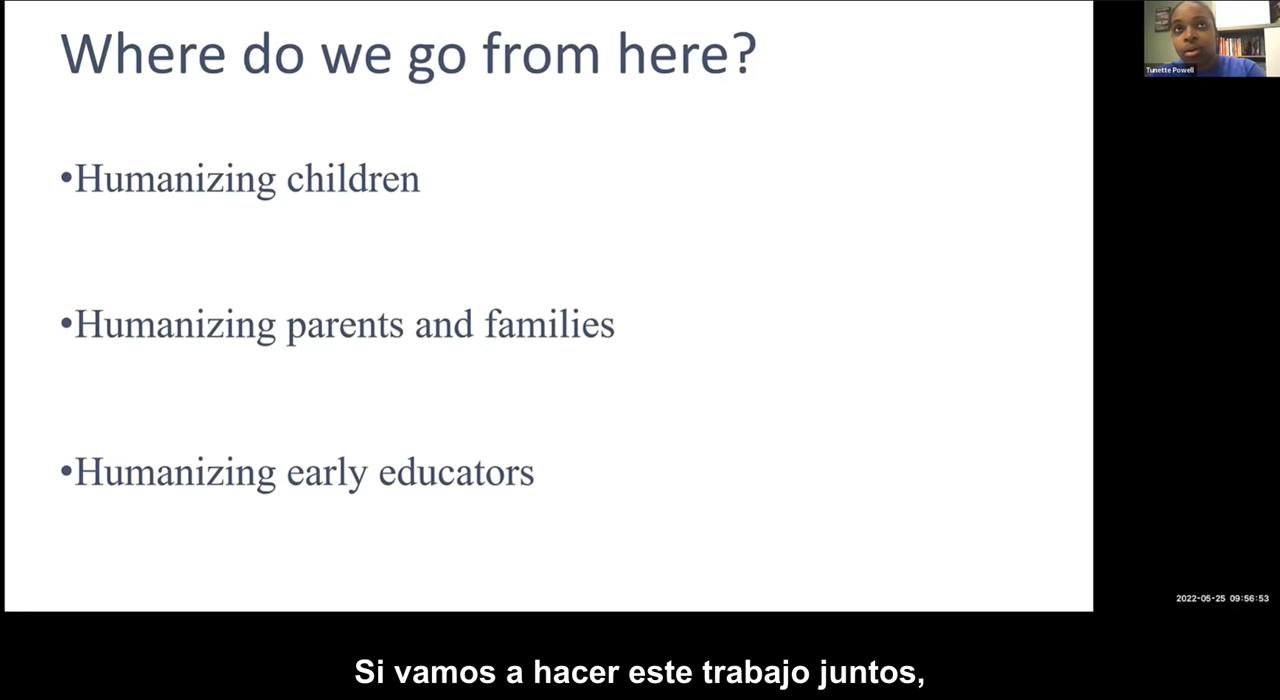 Where do we go from here?
Tunette Powell
•Humanizing children
•Humanizing parents and families
•Humanizing early educators
2022-05-25 09:56:53
Si vamos a hacer este trabajo juntos,